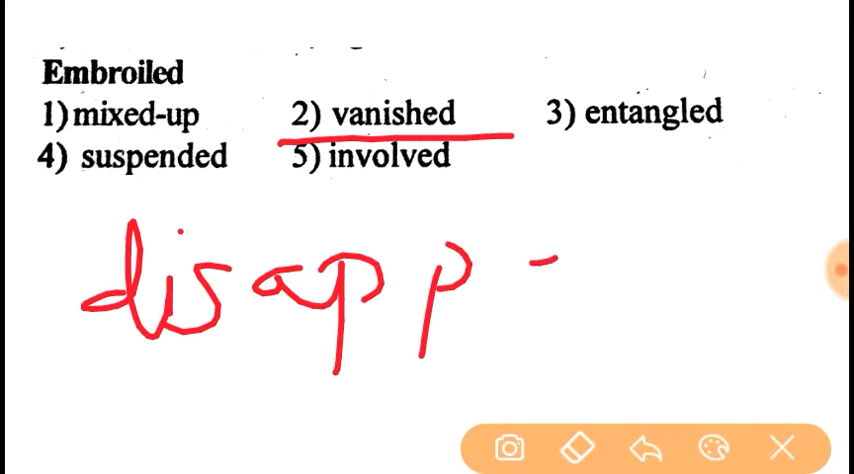 Embroiled
1) mixed-up 2) vanished 3) entangled
4) suspended 5) involved
disapp -